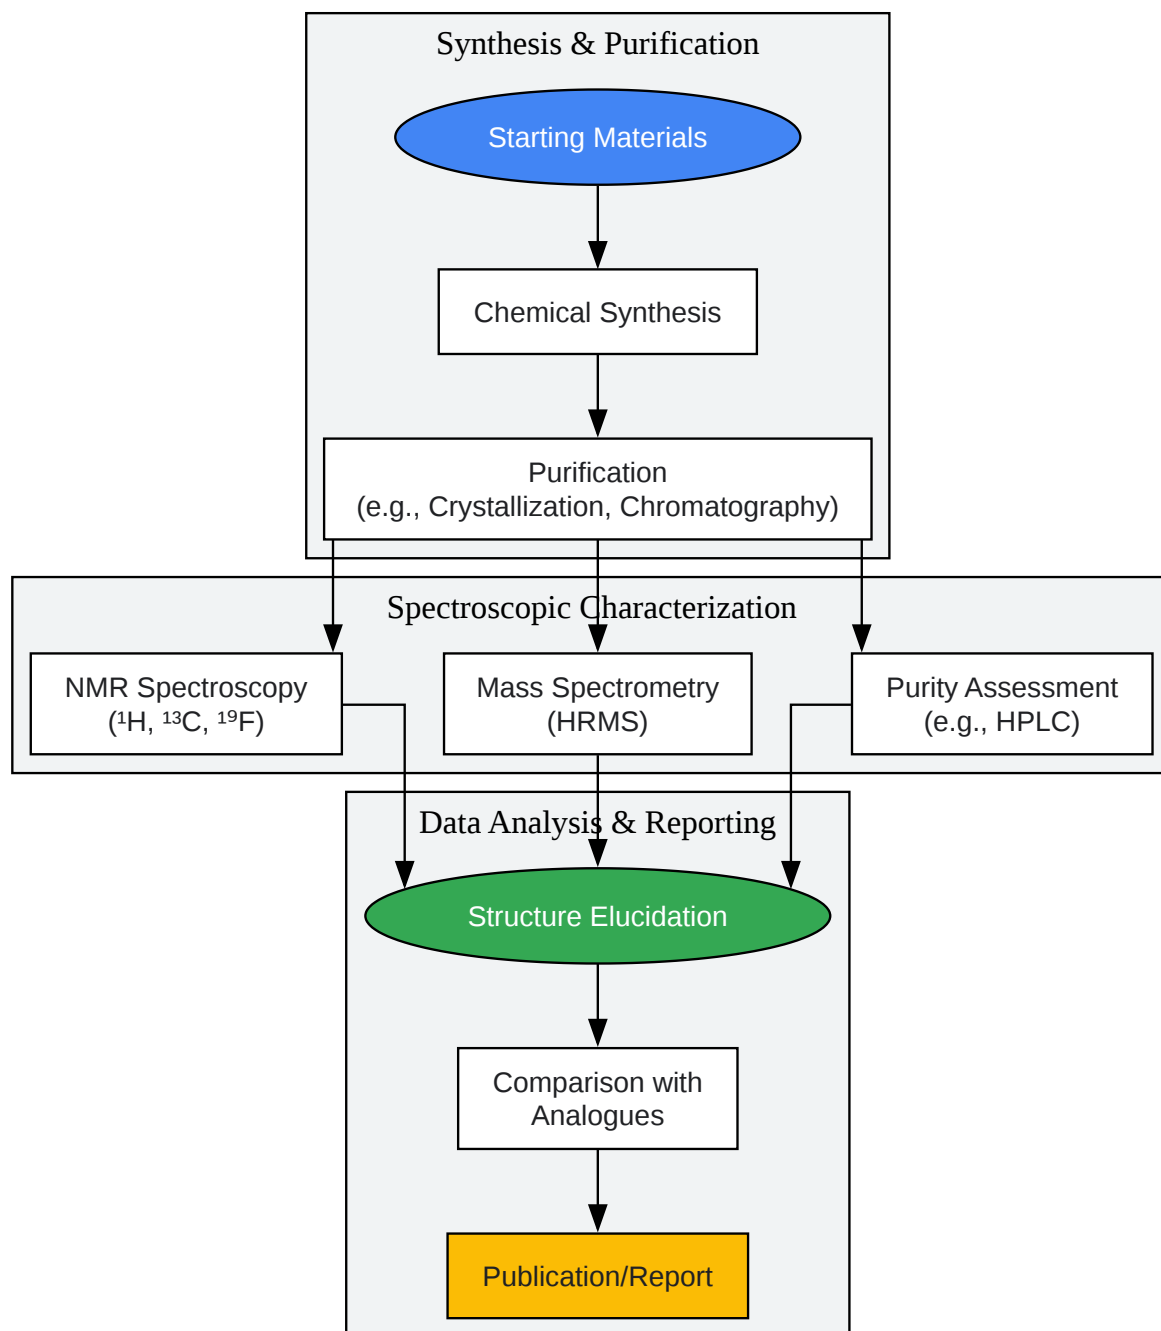 Synthesis & Purification
Starting Materials
Chemical Synthesis
Purification
(e.g., Crystallization, Chromatography)
Spectroscopic Characterization
NMR Spectroscopy
(¹H, ¹³C, ¹⁹F)
Mass Spectrometry
(HRMS)
Purity Assessment
(e.g., HPLC)
Data Analysis & Reporting
Structure Elucidation
Comparison with
Analogues
Publication/Report